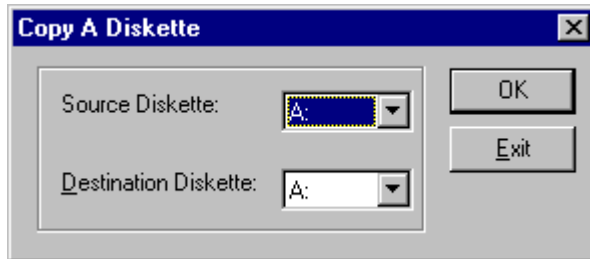 Copy A Diskette
Source Diskette: A:
OK
Destination Diskette: A:
Exit